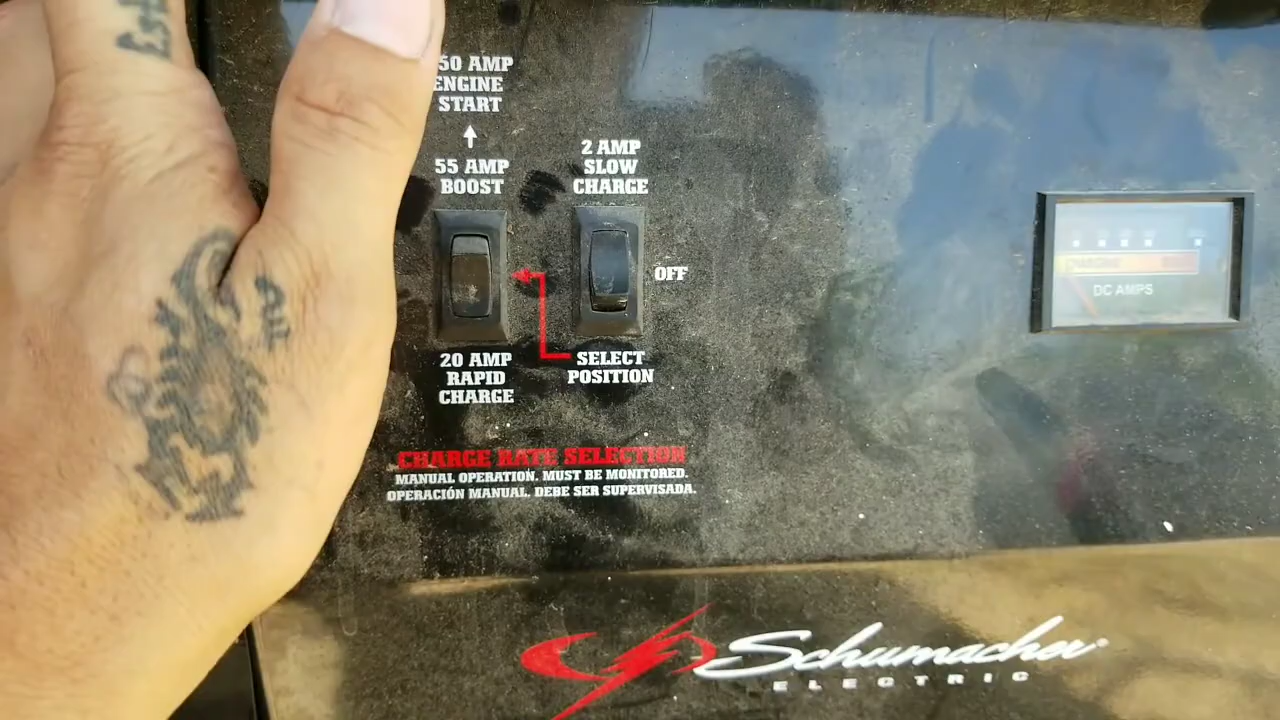 50 AMP
ENGINE
START
55 AMP
BOOST
2 AMP
SLOW
CHARGE
OFF
20 AMP
RAPID
CHARGE
SELECT
POSITION
CHARGE RATE SELECTION
MANUAL OPERATION. MUST BE MONITORED.
OPERACIÓN MANUAL. DEBE SER SUPERVISADA.
DC AMPS
Schumacher
ELECTRIC